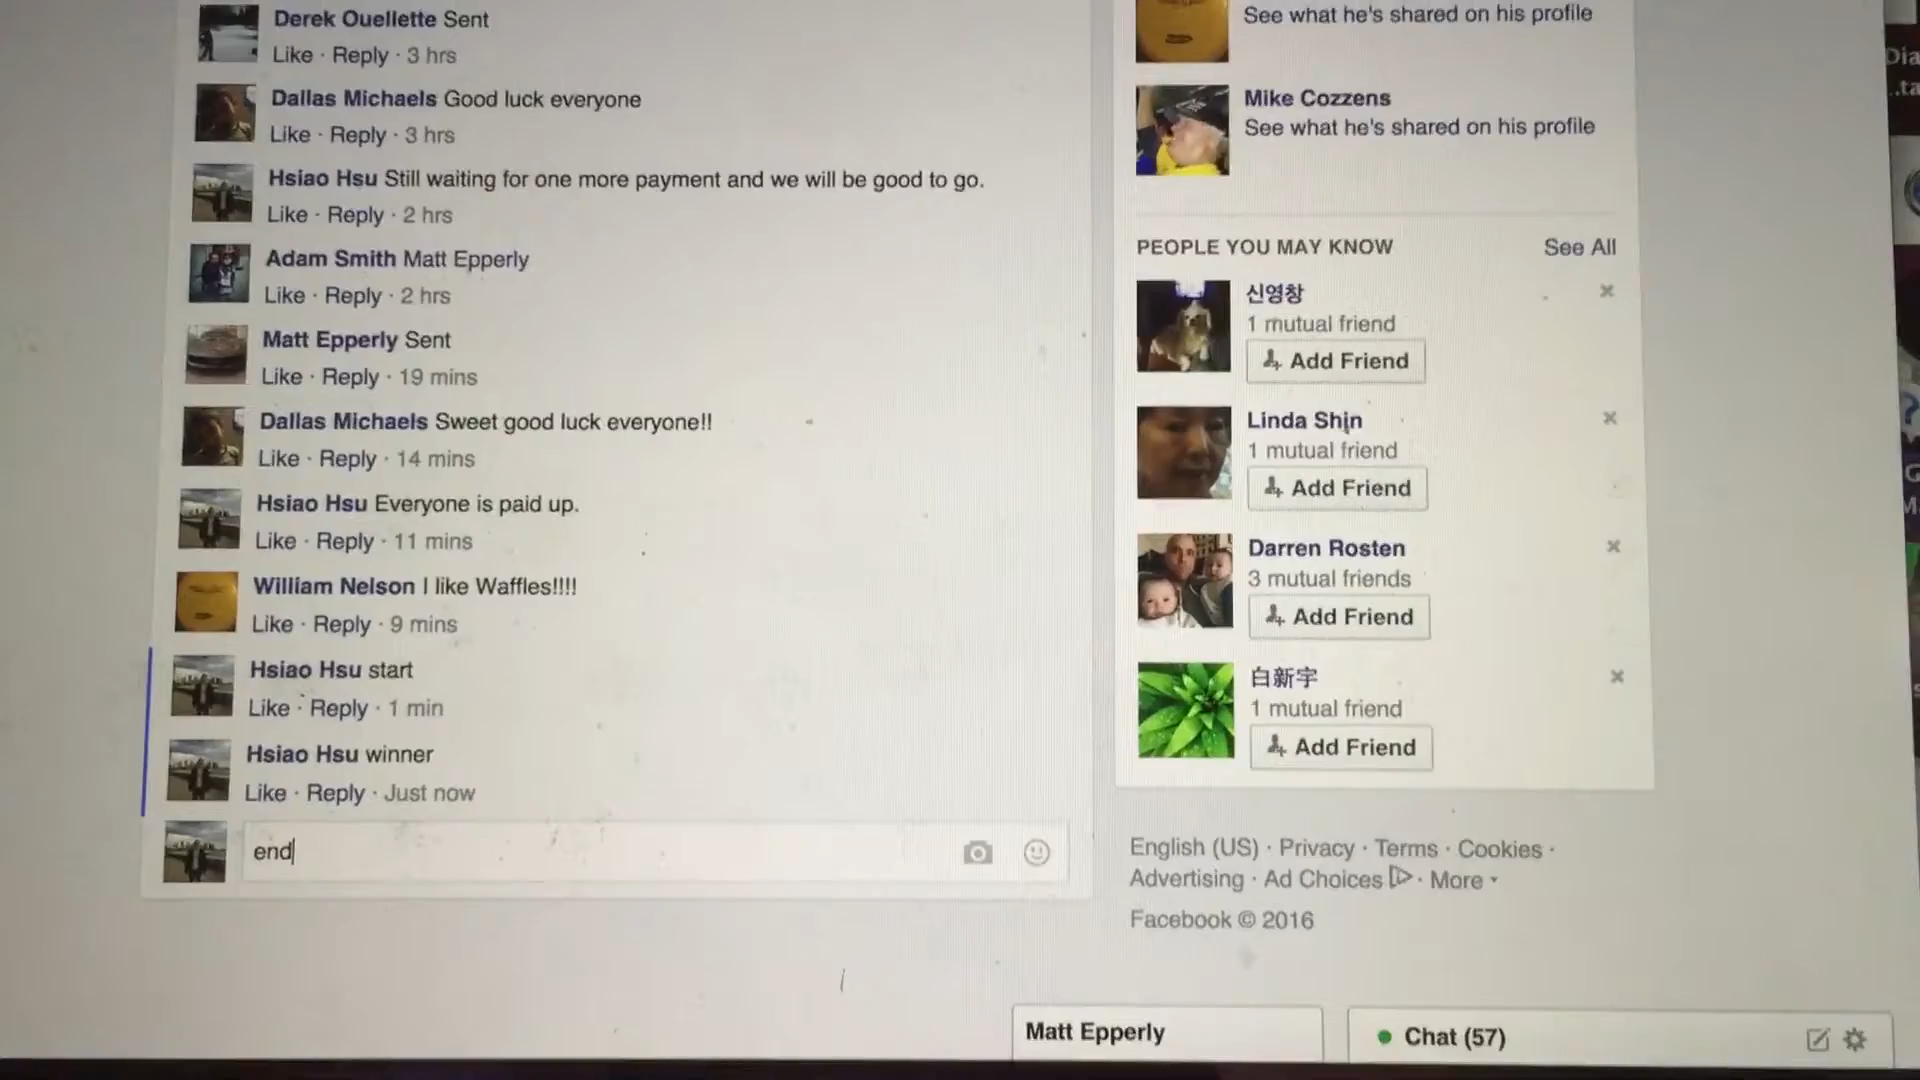 Derek Ouellette Sent
Like · Reply · 3 hrs
Dallas Michaels Good luck everyone
Like · Reply · 3 hrs
Hsiao Hsu Still waiting for one more payment and we will be good to go.
Like · Reply · 2 hrs
Adam Smith Matt Epperly
Like · Reply · 2 hrs
Matt Epperly Sent
Like · Reply · 19 mins
Dallas Michaels Sweet good luck everyone!!
Like · Reply · 14 mins
Hsiao Hsu Everyone is paid up.
Like · Reply · 11 mins
William Nelson I like Waffles!!!!
Like · Reply · 9 mins
Hsiao Hsu start
Like · Reply · 1 min
Hsiao Hsu winner
Like · Reply · Just now
end
See what he's shared on his profile
Mike Cozzens
See what he's shared on his profile
PEOPLE YOU MAY KNOW See All
신영창
1 mutual friend
Add Friend
Linda Shin
1 mutual friend
Add Friend
Darren Rosten
3 mutual friends
Add Friend
白新宇
1 mutual friend
Add Friend
English (US) · Privacy · Terms · Cookies ·
Advertising · Ad Choices · More
Facebook © 2016
Matt Epperly
Chat (57)